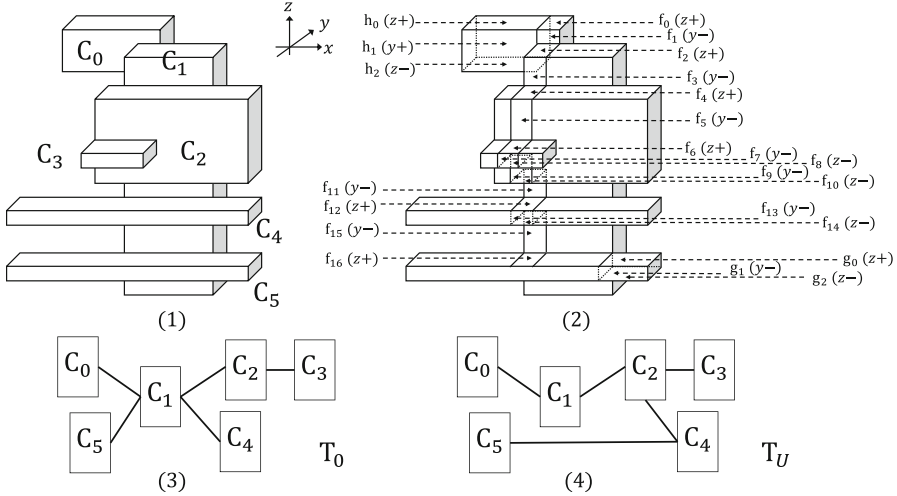 C₀
C₁
C₃
C₂
C₄
C₅
(1)
z
y
x
h₀ (z+)
h₁ (y+)
h₂ (z−)
f₀ (z+)
f₁ (y−)
f₂ (z+)
f₃ (y−)
f₄ (z+)
f₅ (y−)
f₆ (z+)
f₇ (y−)
f₈ (z−)
f₉ (y−)
f₁₀ (z−)
f₁₁ (y−)
f₁₂ (z+)
f₁₃ (y−)
f₁₄ (z−)
f₁₅ (y−)
f₁₆ (z+)
g₀ (z+)
g₁ (y−)
g₂ (z−)
(2)
C₀
C₁
C₂
C₃
C₅
C₄
T₀
(3)
C₀
C₁
C₂
C₃
C₅
C₄
T_U
(4)